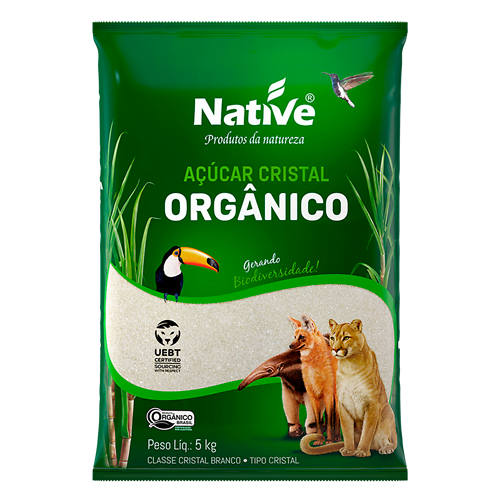 Native®
Produtos da natureza
AÇÚCAR CRISTAL
ORGÂNICO
Gerando
Biodiversidade!
UEBT
CERTIFIED
SOURCING
WITH RESPECT
ORGÂNICO
BRASIL
Peso Líq.: 5 kg
CLASSE CRISTAL BRANCO • TIPO CRISTAL